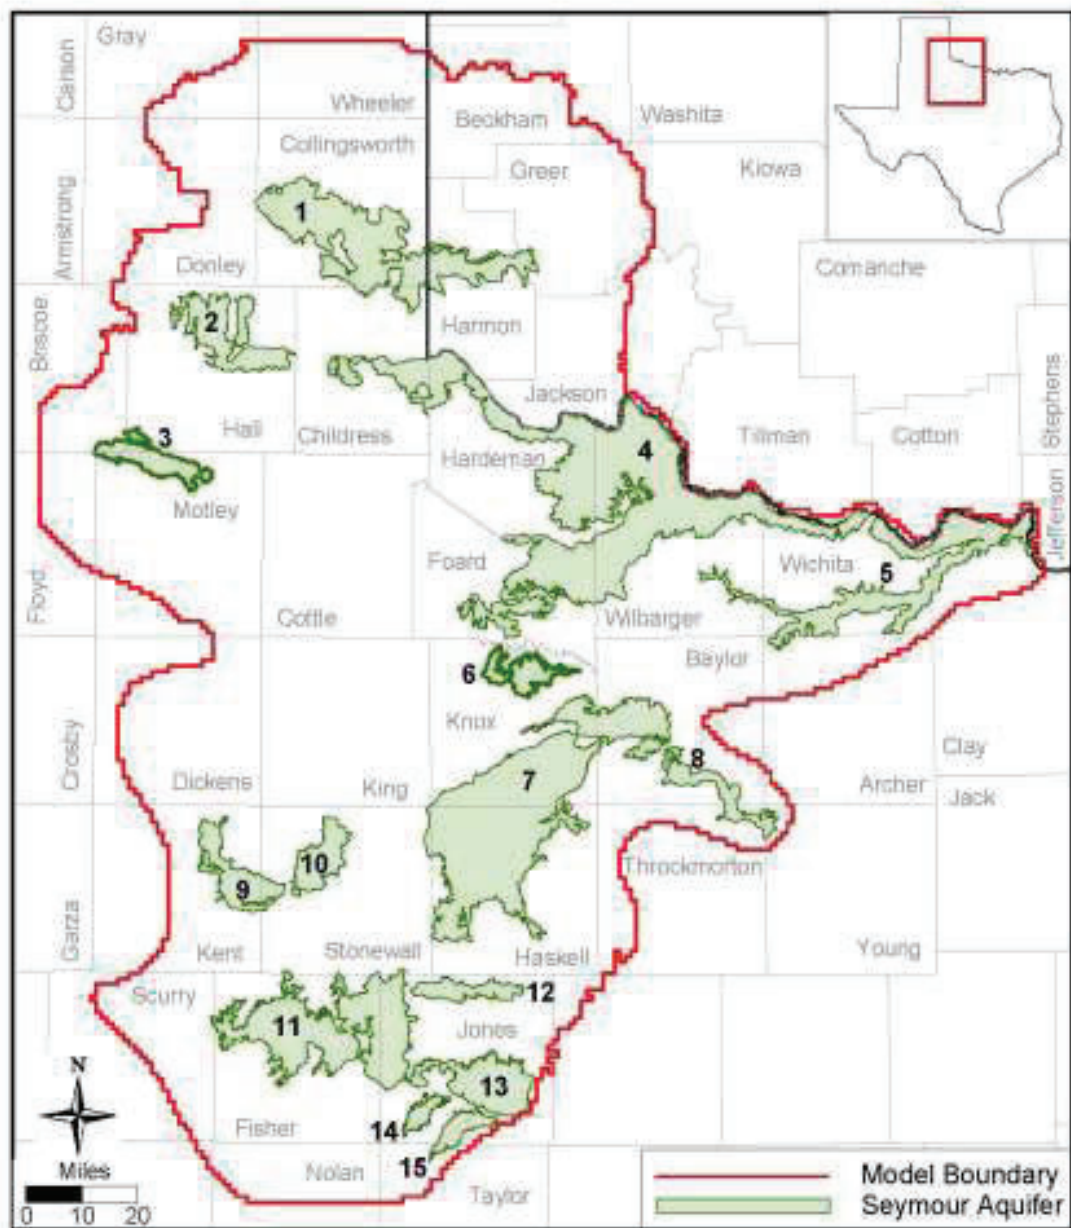 Gray
Carson
Wheeler
Beckham
Washita
Collingsworth
Greer
Kiowa
Armstrong
1
Donley
Comanche
Briscoe
2
Harmon
Stephens
Jackson
3
Hall
Childress
Hardeman
4
Tillman
Cotton
Motley
Jefferson
Floyd
Foard
Wichita
5
Cottle
Wilbarger
6
Baylor
Knox
Crosby
Dickens
King
7
8
Clay
Archer
Jack
10
9
Throckmorton
Garza
Kent
Stonewall
Haskell
Young
Scurry
11
12
Jones
13
N
Fisher
14
Miles
Nolan
15
Taylor
0 10 20
Model Boundary
Seymour Aquifer